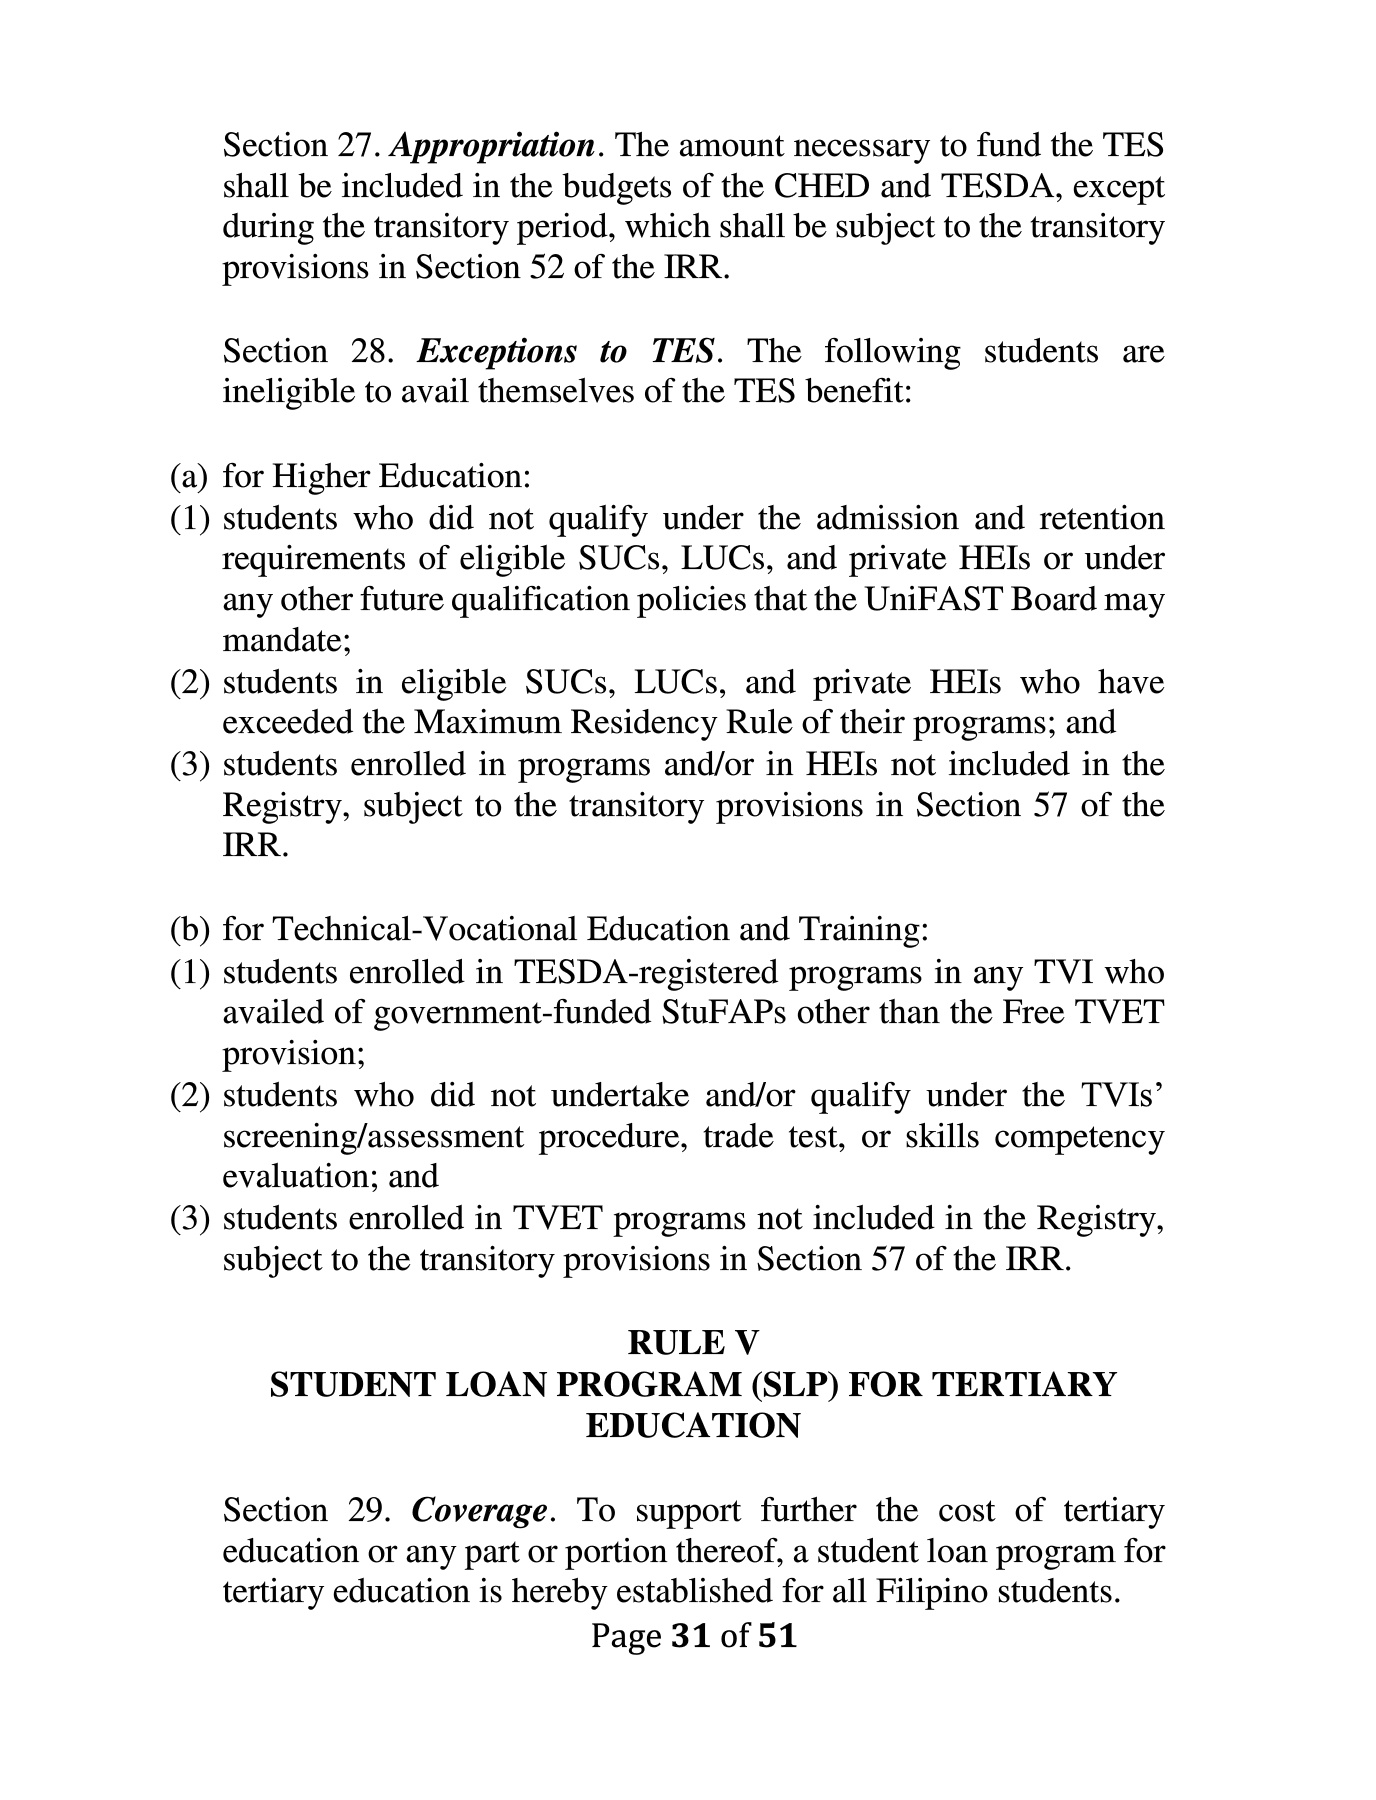 Section 27. Appropriation. The amount necessary to fund the TES
shall be included in the budgets of the CHED and TESDA, except
during the transitory period, which shall be subject to the transitory
provisions in Section 52 of the IRR.
Section 28. Exceptions to TES. The following students are
ineligible to avail themselves of the TES benefit:
(a) for Higher Education:
(1) students who did not qualify under the admission and retention
requirements of eligible SUCs, LUCs, and private HEIs or under
any other future qualification policies that the UniFAST Board may
mandate;
(2) students in eligible SUCs, LUCs, and private HEIs who have
exceeded the Maximum Residency Rule of their programs; and
(3) students enrolled in programs and/or in HEIs not included in the
Registry, subject to the transitory provisions in Section 57 of the
IRR.
(b) for Technical-Vocational Education and Training:
(1) students enrolled in TESDA-registered programs in any TVI who
availed of government-funded StuFAPs other than the Free TVET
provision;
(2) students who did not undertake and/or qualify under the TVIs’
screening/assessment procedure, trade test, or skills competency
evaluation; and
(3) students enrolled in TVET programs not included in the Registry,
subject to the transitory provisions in Section 57 of the IRR.
RULE V
STUDENT LOAN PROGRAM (SLP) FOR TERTIARY
EDUCATION
Section 29. Coverage. To support further the cost of tertiary
education or any part or portion thereof, a student loan program for
tertiary education is hereby established for all Filipino students.
Page 31 of 51